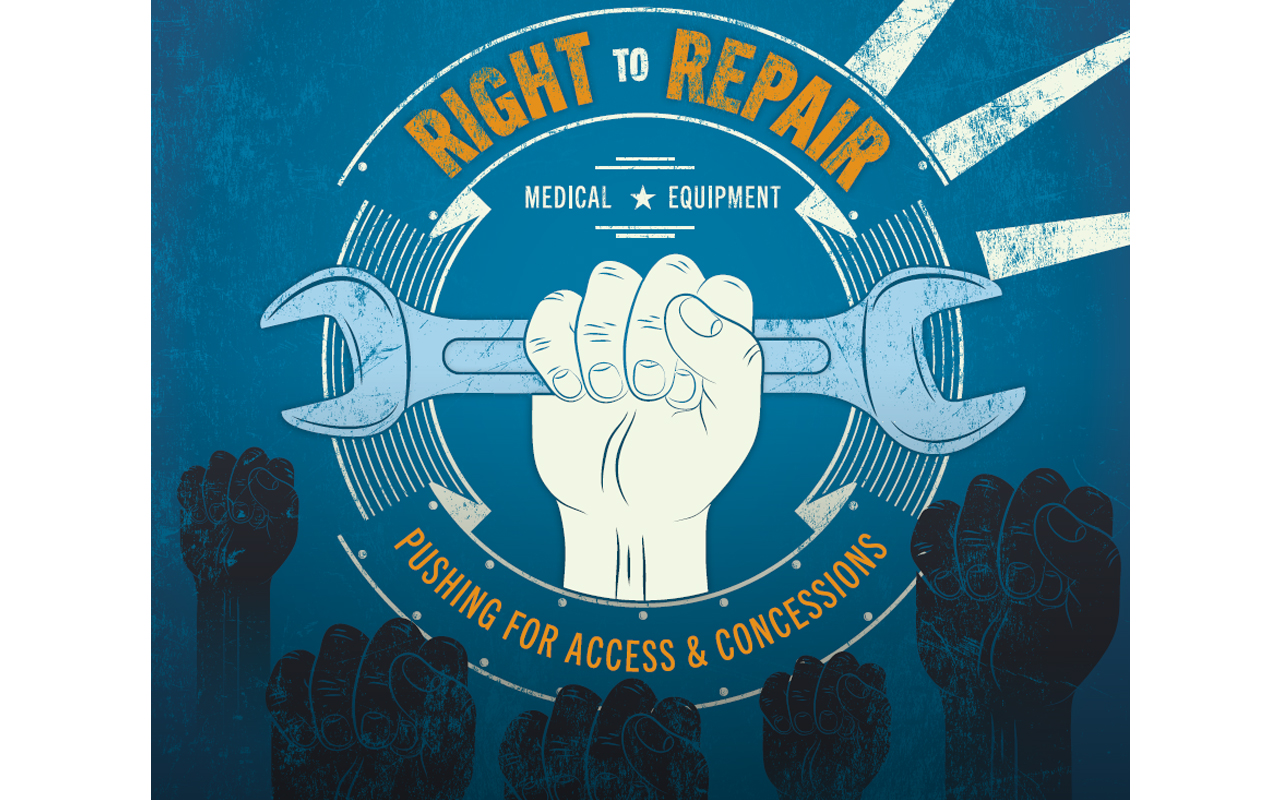 RIGHT TO REPAIR
MEDICAL ★ EQUIPMENT
PUSHING FOR ACCESS & CONCESSIONS